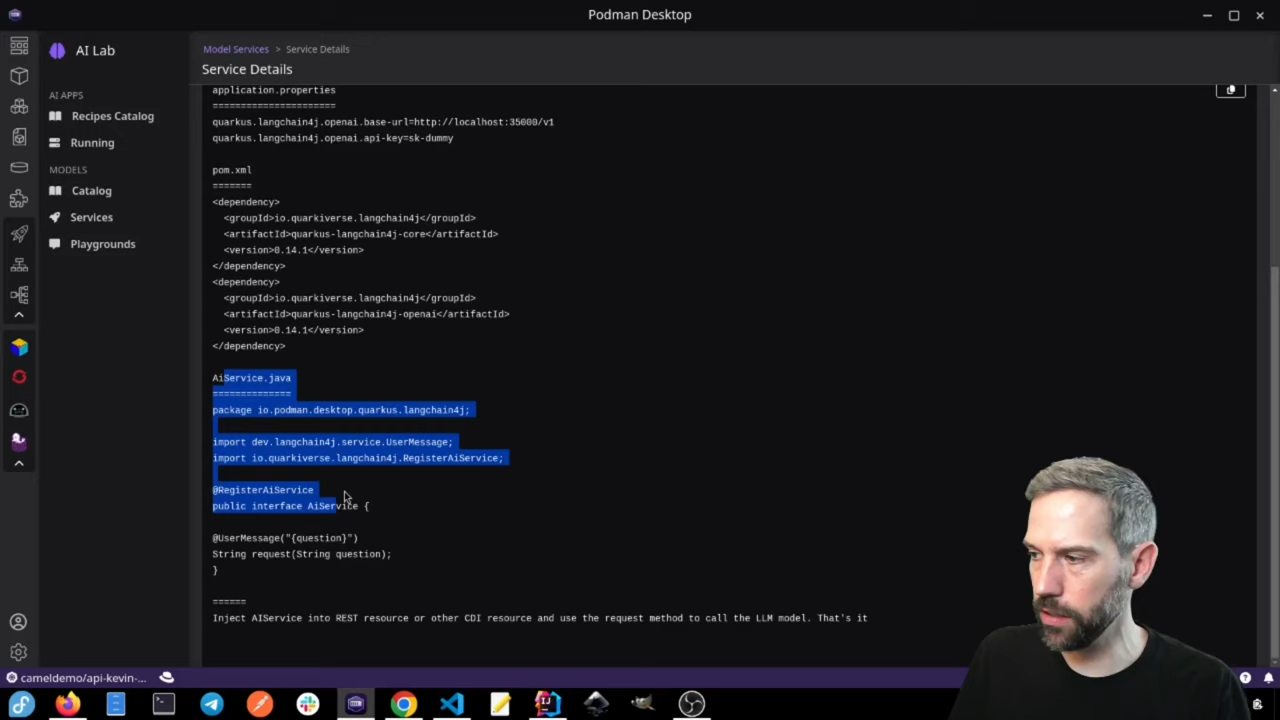 Podman Desktop
AI Lab
AI APPS
Recipes Catalog
Running
MODELS
Catalog
Services
Playgrounds
Model Services > Service Details
Service Details
application.properties
======================
quarkus.langchain4j.openai.base-url=http://localhost:35000/v1
quarkus.langchain4j.openai.api-key=sk-dummy
pom.xml
=======
<dependency>
<groupId>io.quarkiverse.langchain4j</groupId>
<artifactId>quarkus-langchain4j-core</artifactId>
<version>0.14.1</version>
</dependency>
<dependency>
<groupId>io.quarkiverse.langchain4j</groupId>
<artifactId>quarkus-langchain4j-openai</artifactId>
<version>0.14.1</version>
</dependency>
AiService.java
==============
package io.podman.desktop.quarkus.langchain4j;
import dev.langchain4j.service.UserMessage;
import io.quarkiverse.langchain4j.RegisterAiService;
@RegisterAiService
public interface AiService {
@UserMessage("{question}")
String request(String question);
}
======
Inject AIService into REST resource or other CDI resource and use the request method to call the LLM model. That's it
cameldemo/api-kevin-...